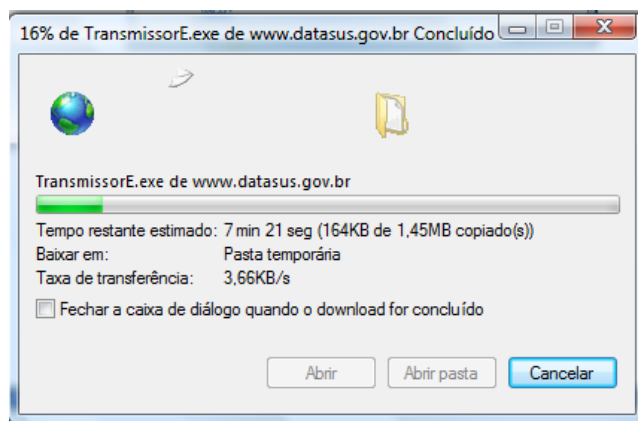 16% de TransmissorE.exe de www.datasus.gov.br Concluído
TransmissorE.exe de www.datasus.gov.br
Tempo restante estimado: 7 min 21 seg (164KB de 1,45MB copiado(s))
Baixar em: Pasta temporária
Taxa de transferência: 3,66KB/s
Fechar a caixa de diálogo quando o download for concluído
Abrir Abrir pasta Cancelar